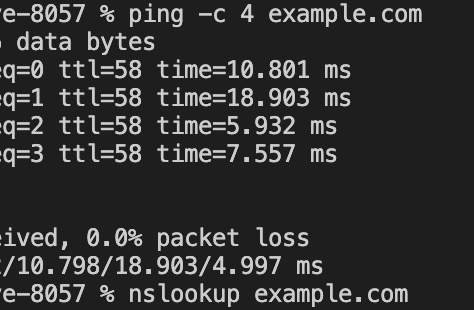 ve-8057 % ping -c 4 example.com
data bytes
eq=0 ttl=58 time=10.801 ms
eq=1 ttl=58 time=18.903 ms
eq=2 ttl=58 time=5.932 ms
eq=3 ttl=58 time=7.557 ms
eived, 0.0% packet loss
/10.798/18.903/4.997 ms
ve-8057 % nslookup example.com